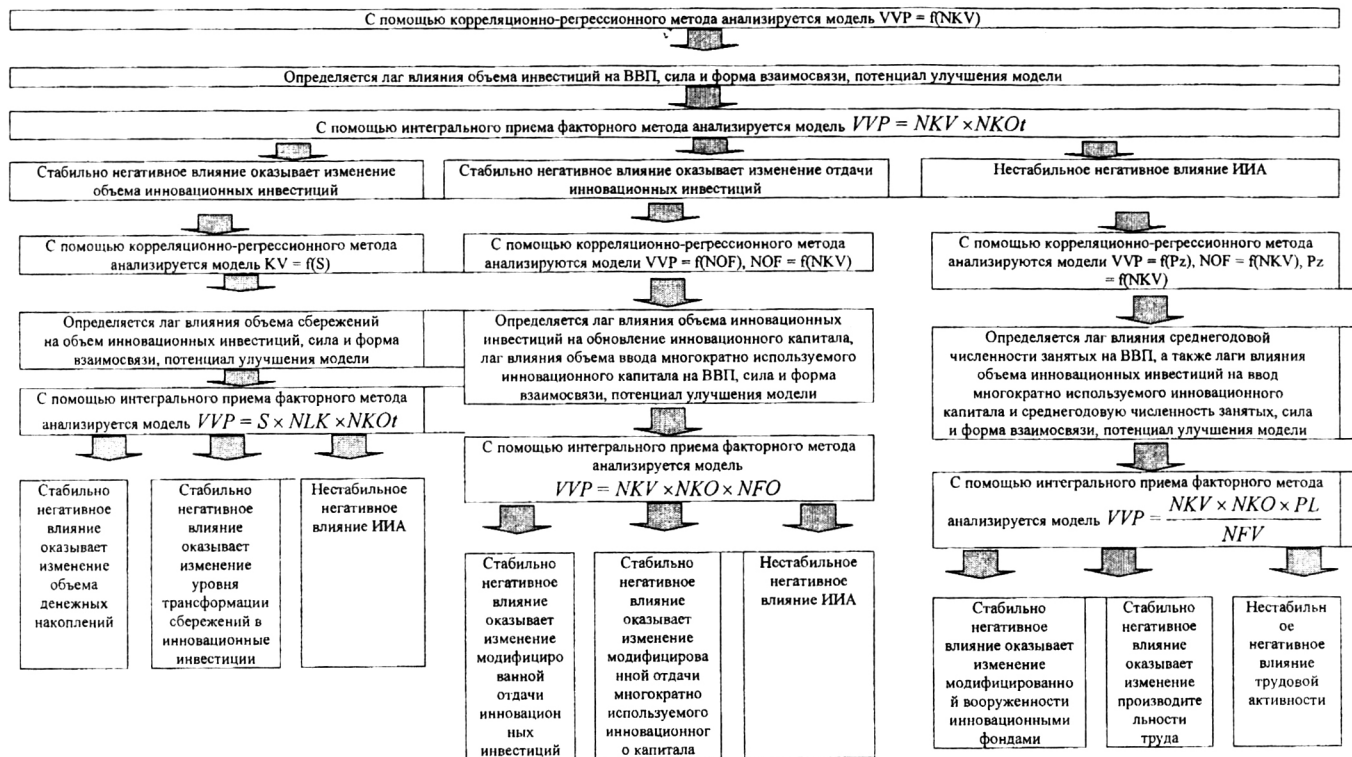 С помощью корреляционно-регрессионного метода анализируется модель VVP = f(NKV)
Определяется лаг влияния объема инвестиций на ВВП, сила и форма взаимосвязи, потенциал улучшения модели
С помощью интегрального приема факторного метода анализируется модель VVP = NKV × NKOt
Стабильно негативное влияние оказывает изменение
объема инновационных инвестиций
Стабильно негативное влияние оказывает изменение отдачи
инновационных инвестиций
Нестабильное негативное влияние ИИА
С помощью корреляционно-регрессионного метода
анализируется модель KV = f(S)
Определяется лаг влияния объема сбережений
на объем инновационных инвестиций, сила и форма
взаимосвязи, потенциал улучшения модели
С помощью интегрального приема факторного метода
анализируется модель VVP = S × NLK × NKOt
Стабильно
негативное
влияние
оказывает
изменение
объема
денежных
накоплений
Стабильно
негативное
влияние
оказывает
изменение
уровня
трансформации
сбережений в
инновационные
инвестиции
Нестабильное
негативное
влияние ИИА
С помощью корреляционно-регрессионного метода
анализируются модели VVP = f(NOF), NOF = f(NKV)
Определяется лаг влияния объема инновационных
инвестиций на обновление инновационного капитала,
лаг влияния объема ввода многократно используемого
инновационного капитала на ВВП, сила и форма
взаимосвязи, потенциал улучшения модели
С помощью интегрального приема факторного метода
анализируется модель
VVP = NKV × NKO × NFO
Стабильно
негативное
влияние
оказывает
изменение
модифициро
ванной
отдачи
инновацион
ных
инвестиций
Стабильно
негативное
влияние
оказывает
изменение
модифицирова
нной отдачи
многократно
используемого
инновационног
о капитала
Нестабильное
негативное
влияние ИИА
С помощью корреляционно-регрессионного метода
анализируются модели VVP = f(Pz), NOF = f(NKV), Pz
= f(NKV)
Определяется лаг влияния среднегодовой
численности занятых на ВВП, а также лаги влияния
объема инновационных инвестиций на ввод
многократно используемого инновационного
капитала и среднегодовую численность занятых, сила
и форма взаимосвязи, потенциал улучшения модели
С помощью интегрального приема факторного метода
анализируется модель VVP = NKV × NKO × PL
NFV
Стабильно
негативное
влияние оказывает
изменение
модифицированно
й вооруженности
инновационными
фондами
Стабильно
негативное
влияние
оказывает
изменение
производите
льности
труда
Нестабильн
ое
негативное
влияние
трудовой
активности